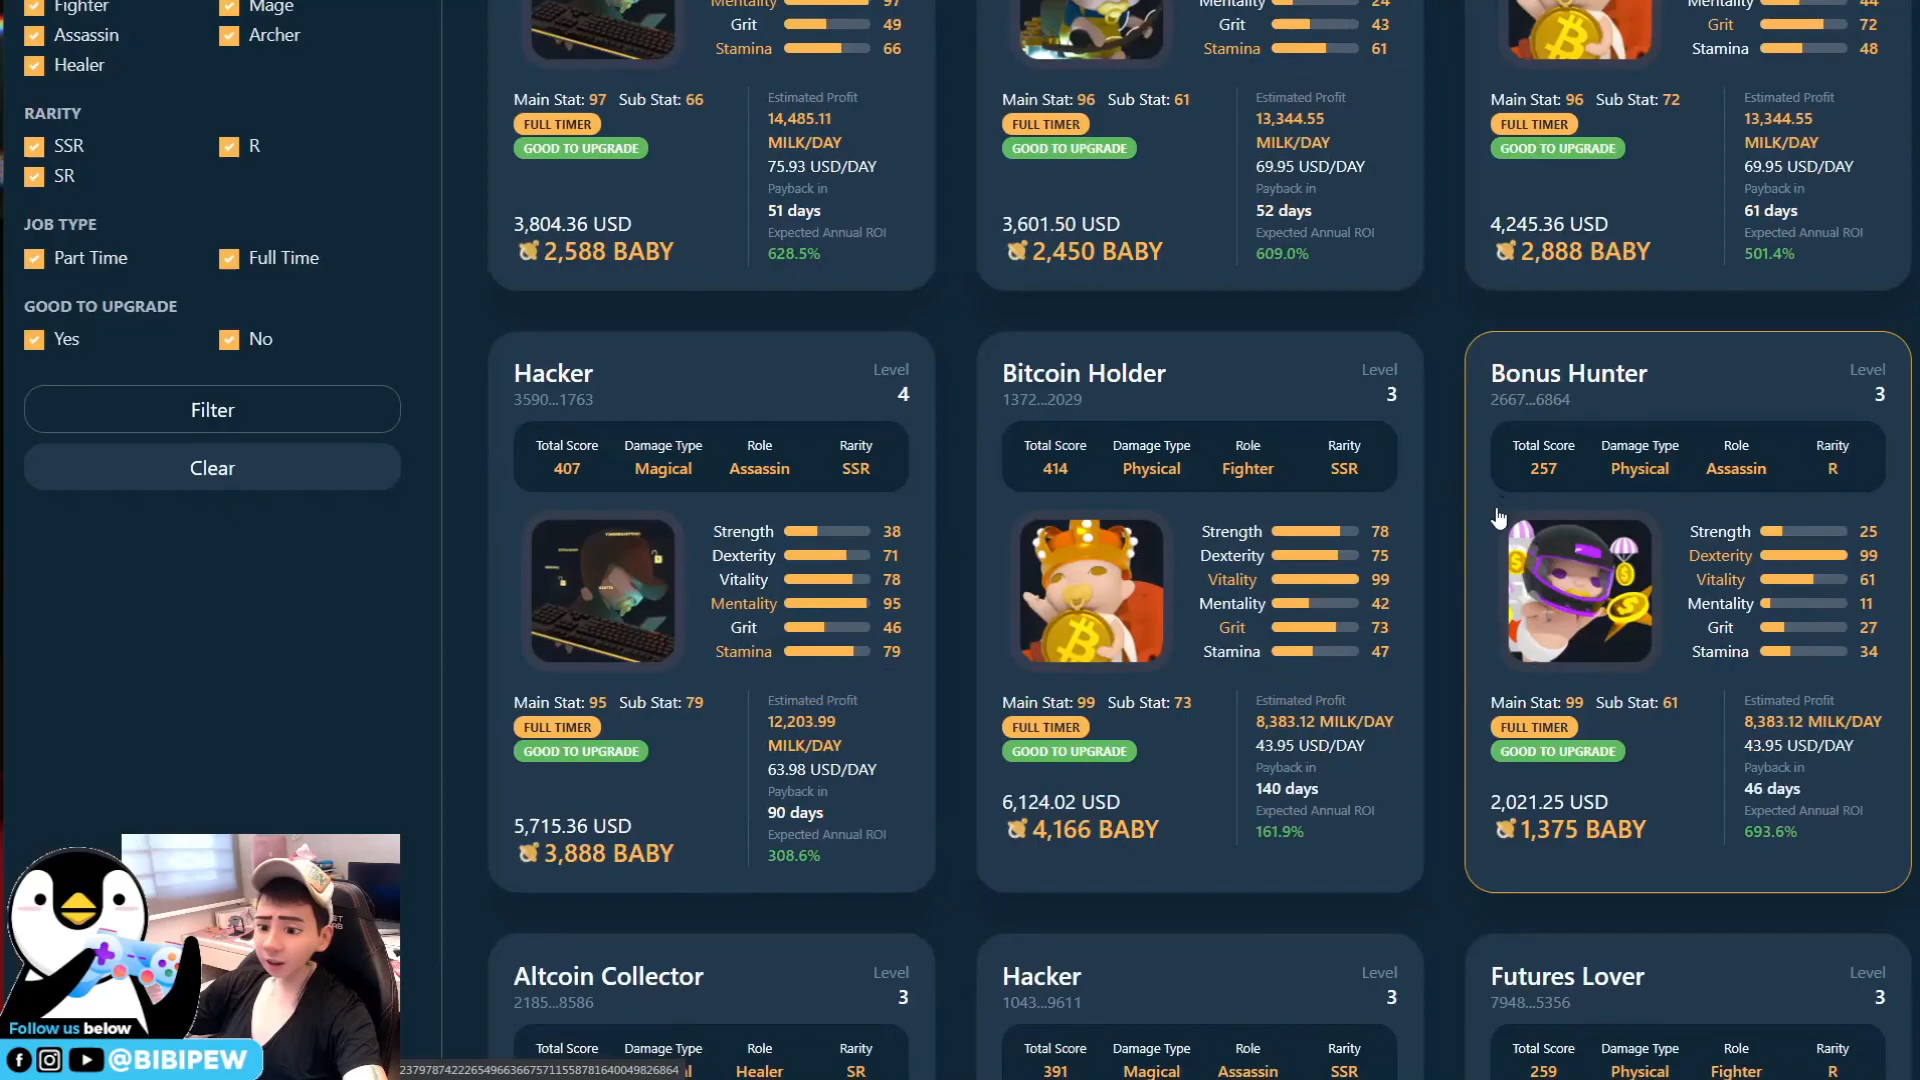 Fighter
Mage
Assassin
Archer
Healer
RARITY
SSR
R
SR
JOB TYPE
Part Time
Full Time
GOOD TO UPGRADE
Yes
No
Filter
Clear
Mentality 97
Grit 49
Stamina 66
Main Stat: 97 Sub Stat: 66
FULL TIMER
GOOD TO UPGRADE
3,804.36 USD
2,588 BABY
Estimated Profit
14,485.11
MILK/DAY
75.93 USD/DAY
Payback in
51 days
Expected Annual ROI
628.5%
Mentality 24
Grit 43
Stamina 61
Main Stat: 96 Sub Stat: 61
FULL TIMER
GOOD TO UPGRADE
3,601.50 USD
2,450 BABY
Estimated Profit
13,344.55
MILK/DAY
69.95 USD/DAY
Payback in
52 days
Expected Annual ROI
609.0%
Mentality 44
Grit 72
Stamina 48
Main Stat: 96 Sub Stat: 72
FULL TIMER
GOOD TO UPGRADE
4,245.36 USD
2,888 BABY
Estimated Profit
13,344.55
MILK/DAY
69.95 USD/DAY
Payback in
61 days
Expected Annual ROI
501.4%
Hacker
3590...1763
Level
4
Total Score Damage Type Role Rarity
407 Magical Assassin SSR
Strength 38
Dexterity 71
Vitality 78
Mentality 95
Grit 46
Stamina 79
Main Stat: 95 Sub Stat: 79
FULL TIMER
GOOD TO UPGRADE
5,715.36 USD
3,888 BABY
Estimated Profit
12,203.99
MILK/DAY
63.98 USD/DAY
Payback in
90 days
Expected Annual ROI
308.6%
Bitcoin Holder
1372...2029
Level
3
Total Score Damage Type Role Rarity
414 Physical Fighter SSR
Strength 78
Dexterity 75
Vitality 99
Mentality 42
Grit 73
Stamina 47
Main Stat: 99 Sub Stat: 73
FULL TIMER
GOOD TO UPGRADE
6,124.02 USD
4,166 BABY
Estimated Profit
8,383.12 MILK/DAY
43.95 USD/DAY
Payback in
140 days
Expected Annual ROI
161.9%
Bonus Hunter
2667...6864
Level
3
Total Score Damage Type Role Rarity
257 Physical Assassin R
Strength 25
Dexterity 99
Vitality 61
Mentality 11
Grit 27
Stamina 34
Main Stat: 99 Sub Stat: 61
FULL TIMER
GOOD TO UPGRADE
2,021.25 USD
1,375 BABY
Estimated Profit
8,383.12 MILK/DAY
43.95 USD/DAY
Payback in
46 days
Expected Annual ROI
693.6%
Altcoin Collector
2185...8586
Level
3
Total Score Damage Type Role Rarity
Healer SR
Hacker
1043...9611
Level
3
Total Score Damage Type Role Rarity
391 Magical Assassin SSR
Futures Lover
7948...5356
Level
3
Total Score Damage Type Role Rarity
259 Physical Fighter SSR
Follow us below
@BIBIPEW